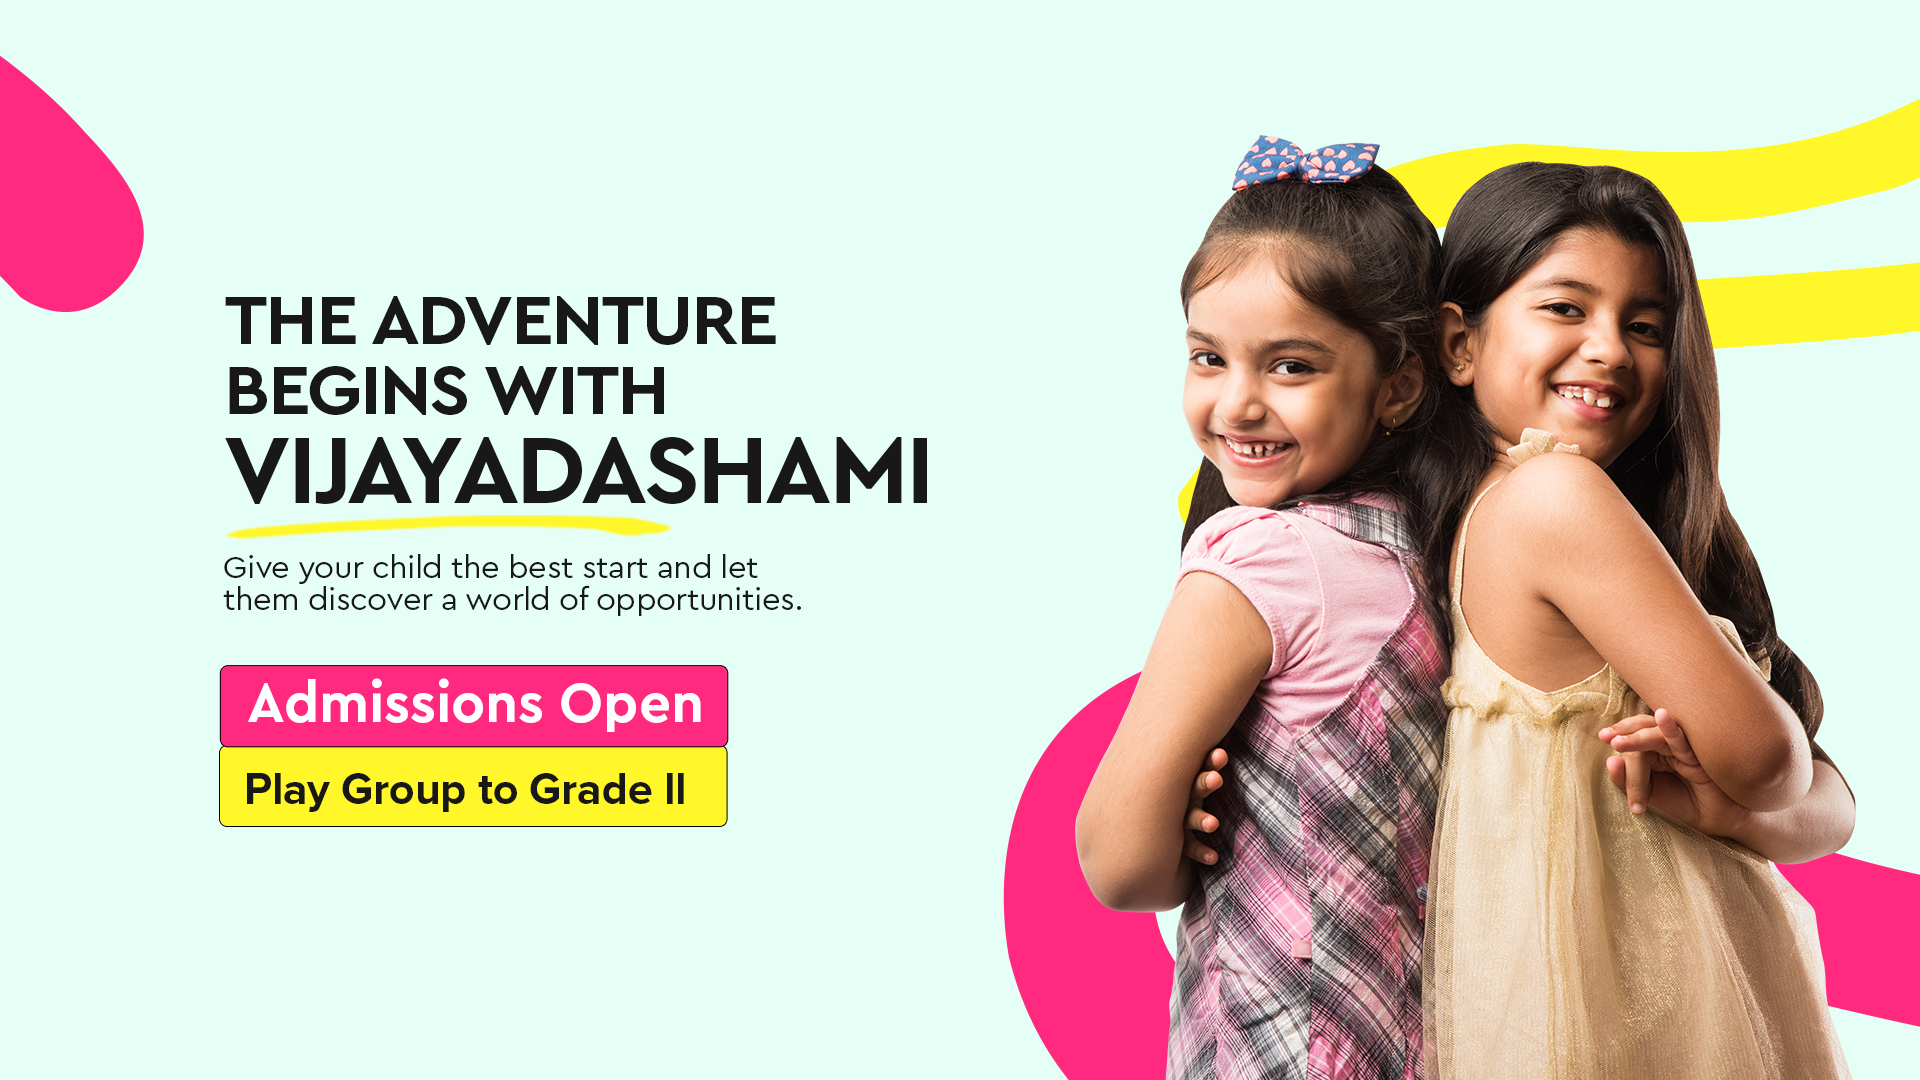 THE ADVENTURE
BEGINS WITH
VIJAYADASHAMI
Give your child the best start and let
them discover a world of opportunities.
Admissions Open
Play Group to Grade II